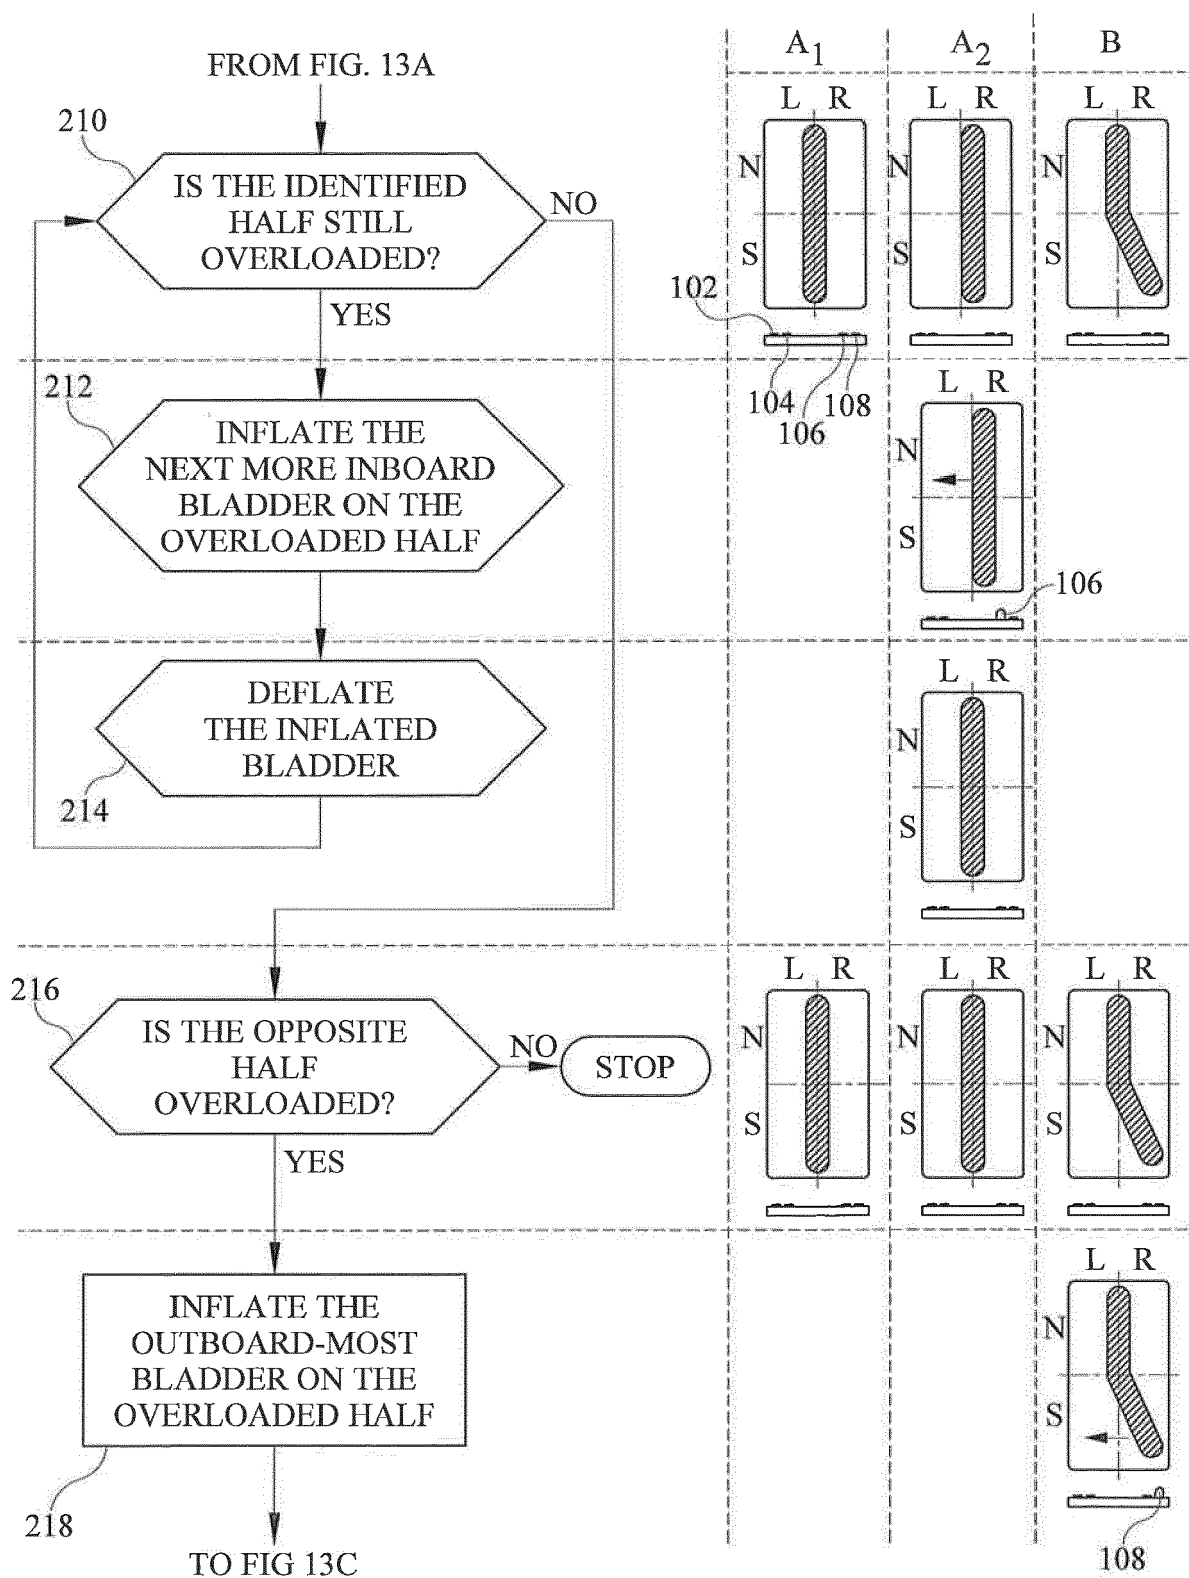 FROM FIG. 13A
210
IS THE IDENTIFIED
HALF STILL
OVERLOADED?
NO
YES
212
INFLATE THE
NEXT MORE INBOARD
BLADDER ON THE
OVERLOADED HALF
DEFLATE
THE INFLATED
BLADDER
214
216
IS THE OPPOSITE
HALF
OVERLOADED?
NO
STOP
YES
INFLATE THE
OUTBOARD-MOST
BLADDER ON THE
OVERLOADED HALF
218
TO FIG 13C
A1 A2 B
L R L R L R
N N N
S S S
102
104 108
106
L R
N
S
106
L R
N
S
L R L R L R
N N N
S S S
L R
N
S
108